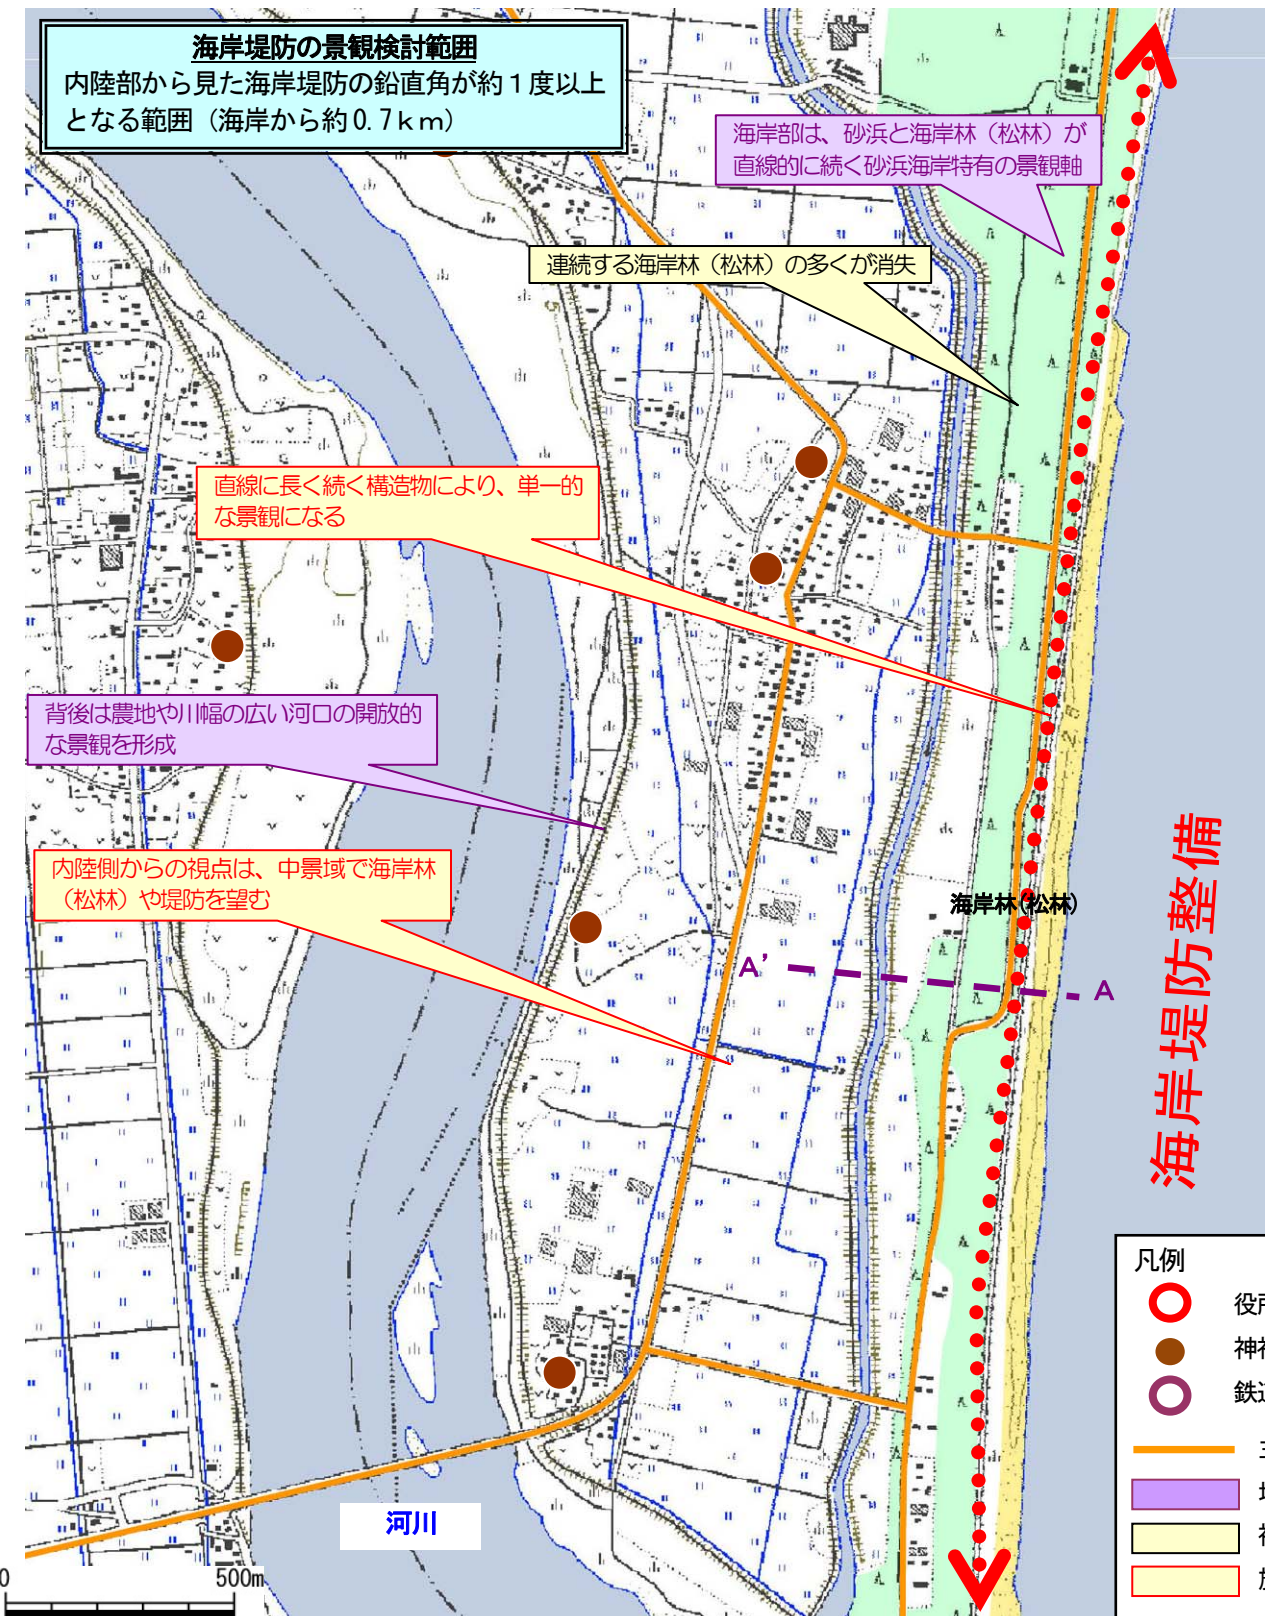 海岸堤防の景観検討範囲
内陸部から見た海岸堤防の鉛直角が約１度以上
となる範囲（海岸から約0.7ｋｍ）
海岸部は、砂浜と海岸林（松林）が
直線的に続く砂浜海岸特有の景観軸
連続する海岸林（松林）の多くが消失
直線に長く続く構造物により、単一的
な景観になる
背後は農地や川幅の広い河口の開放的
な景観を形成
内陸側からの視点は、中景域で海岸林
（松林）や堤防を望む
海岸林(松林)
A'
A
海岸堤防整備
河川
0
500m
凡例
役
神
鉄